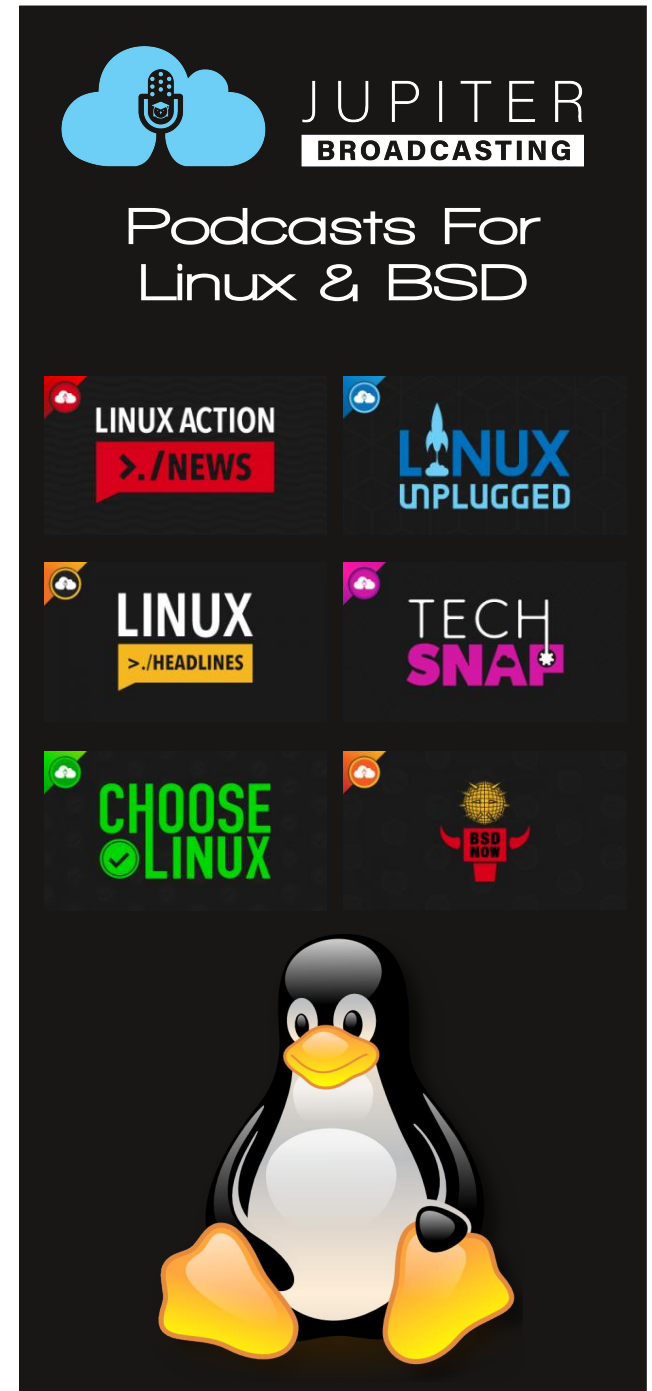 JUPITER
BROADCASTING
Podcasts For
Linux & BSD
LINUX ACTION
>./NEWS
LINUX
UNPLUGGED
LINUX
>./HEADLINES
TECH
SNAP
CHOOSE
LINUX
BSD
NOW